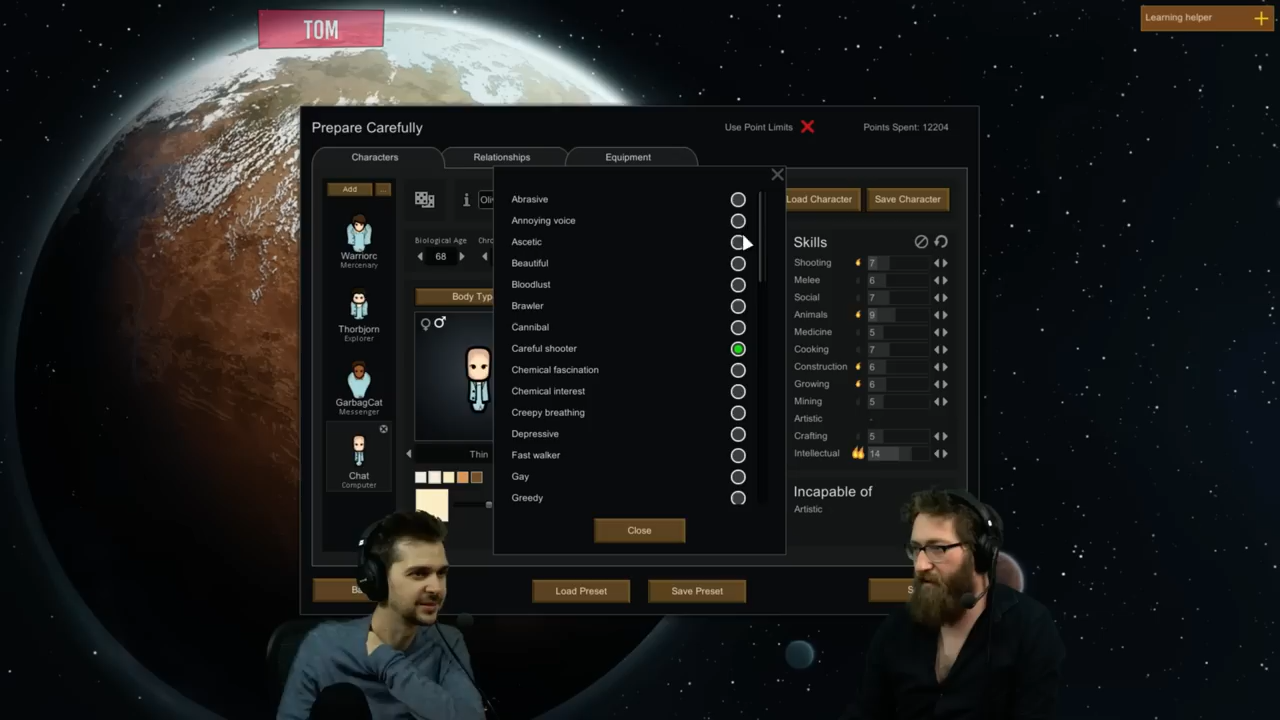 TOM
Learning helper
Prepare Carefully
Use Point Limits
Points Spent: 12204
Characters
Relationships
Equipment
Add
...
Load Character
Save Character
Warriorc
Mercenary
Thorbjorn
Explorer
GarbagCat
Messenger
Chat
Computer
Biological Age
68
Body Typ
Thin
Abrasive
Annoying voice
Ascetic
Beautiful
Bloodlust
Brawler
Cannibal
Careful shooter
Chemical fascination
Chemical interest
Creepy breathing
Depressive
Fast walker
Gay
Greedy
Close
Skills
Shooting 7
Melee 6
Social 7
Animals 9
Medicine 5
Cooking 7
Construction 6
Growing 6
Mining 5
Artistic -
Crafting 5
Intellectual 14
Incapable of
Artistic
Load Preset
Save Preset